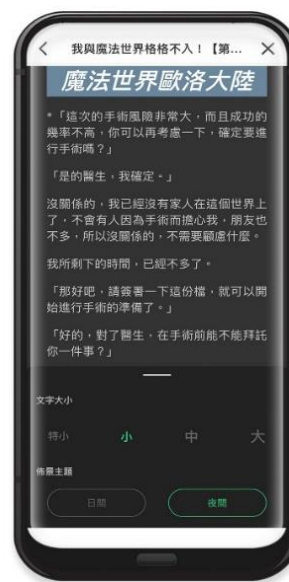 我與魔法世界格格不入！【第...
魔法世界歐洛大陸
*「這次的手術風險非常大，而且成功的
幾率不高，你可以再考慮一下，確定要進
行手術嗎？」
「是的醫生，我確定。」
沒關係的，我已經沒有家人在這個世界上
了，不會有人因為手術而擔心我，朋友也
不多，所以沒關係的，不需要顧慮什麼。
我所剩下的時間，已經不多了。
「那好吧，請簽署一下這份檔，就可以開
始進行手術的準備了。」
「好的，對了醫生，在手術前能不能拜託
你一件事？」
文字大小
特小 小 中 大
佈景主題
日間 夜間